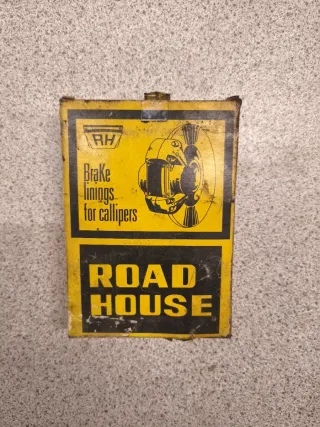 RH
Brake
linings
for callipers
ROAD
HOUSE